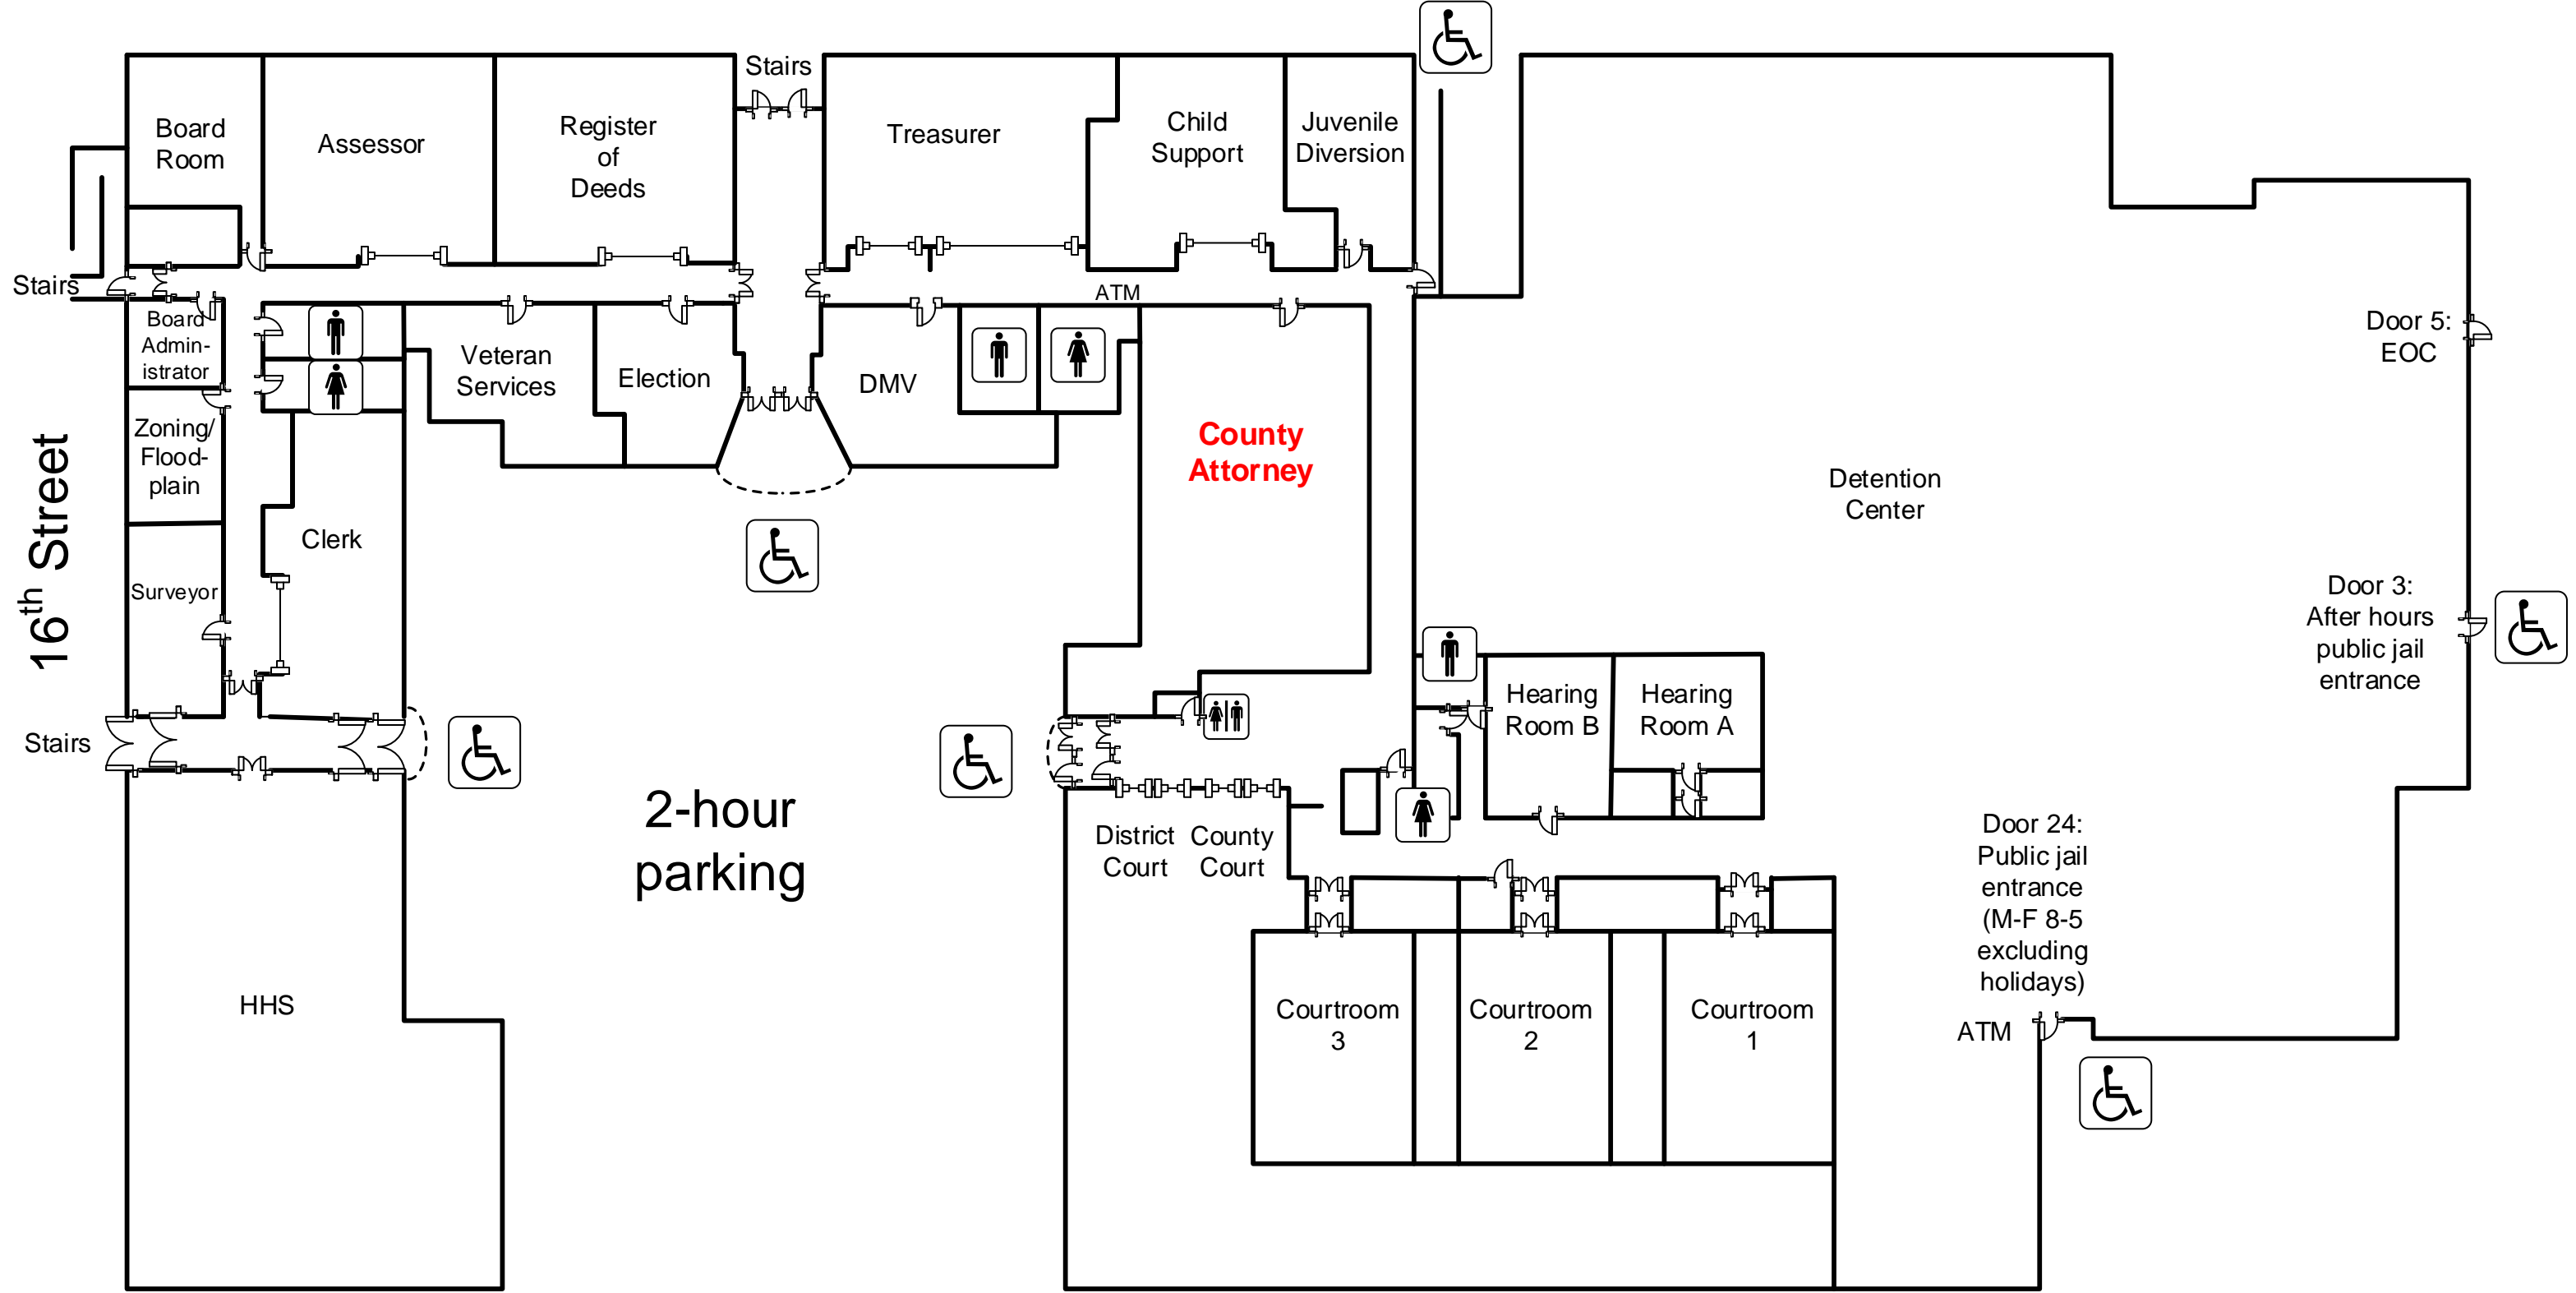 Stairs
Board
Room
Assessor
Register
of
Deeds
Treasurer
Child
Support
Juvenile
Diversion
Stairs
ATM
Board
Admin-
istrator
Veteran
Services
Election
DMV
Door 5:
EOC
Zoning/
Flood-
plain
County
Attorney
16th Street
Clerk
Detention
Center
Surveyor
Door 3:
After hours
public jail
entrance
Hearing
Room B
Hearing
Room A
Stairs
2-hour
parking
District
Court
County
Court
Door 24:
Public jail
entrance
(M-F 8-5
excluding
holidays)
HHS
Courtroom
3
Courtroom
2
Courtroom
1
ATM